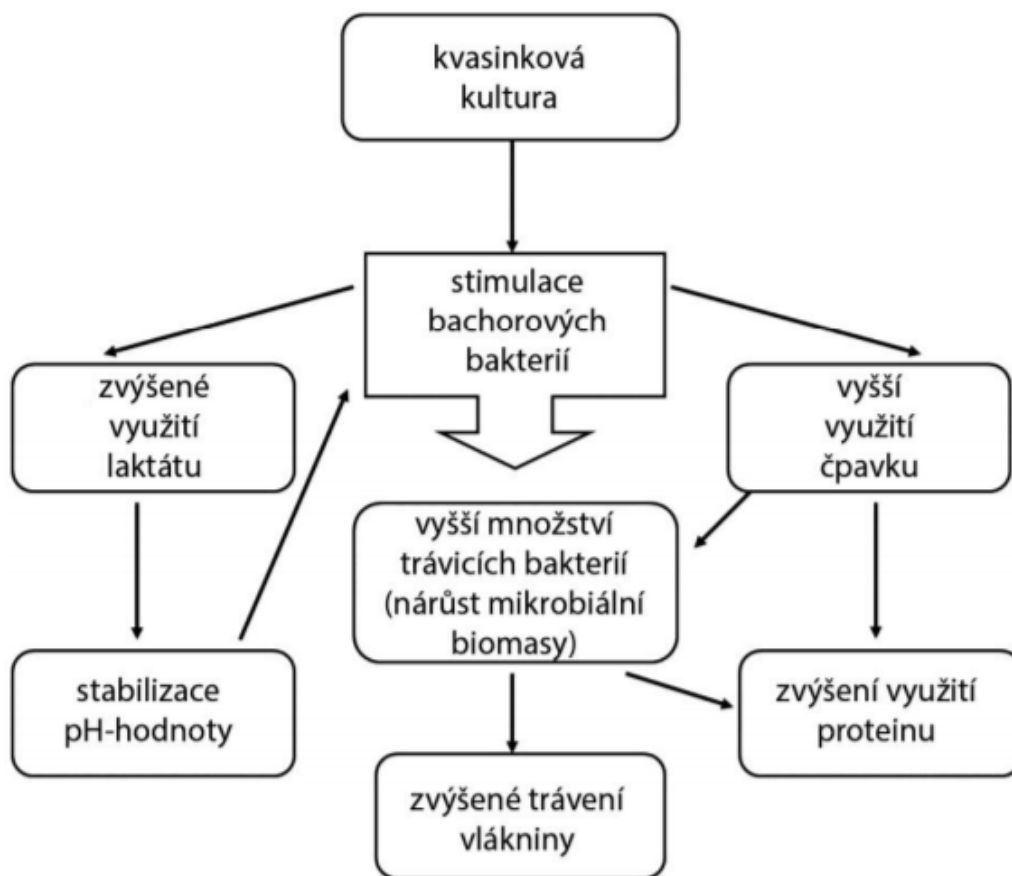 kvasinková
kultura
stimulace
bachorových
bakterií
zvýšené
využití
laktátu
vyšší
využití
čpavku
vyšší množství
trávicích bakterií
(nárůst mikrobiální
biomasy)
stabilizace
pH-hodnoty
zvýšení využití
proteinu
zvýšené trávení
vlákniny